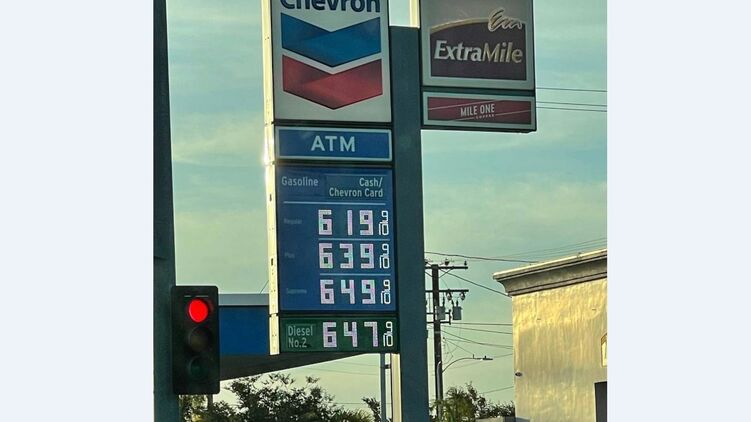 Chevron
ExtraMile
MILE ONE
COFFEE
ATM
Gasoline Cash/
Chevron Card
Regular 6 19 9/10
Plus 6 39 9/10
Supreme 6 49 9/10
Diesel
No.2 6 47 9/10